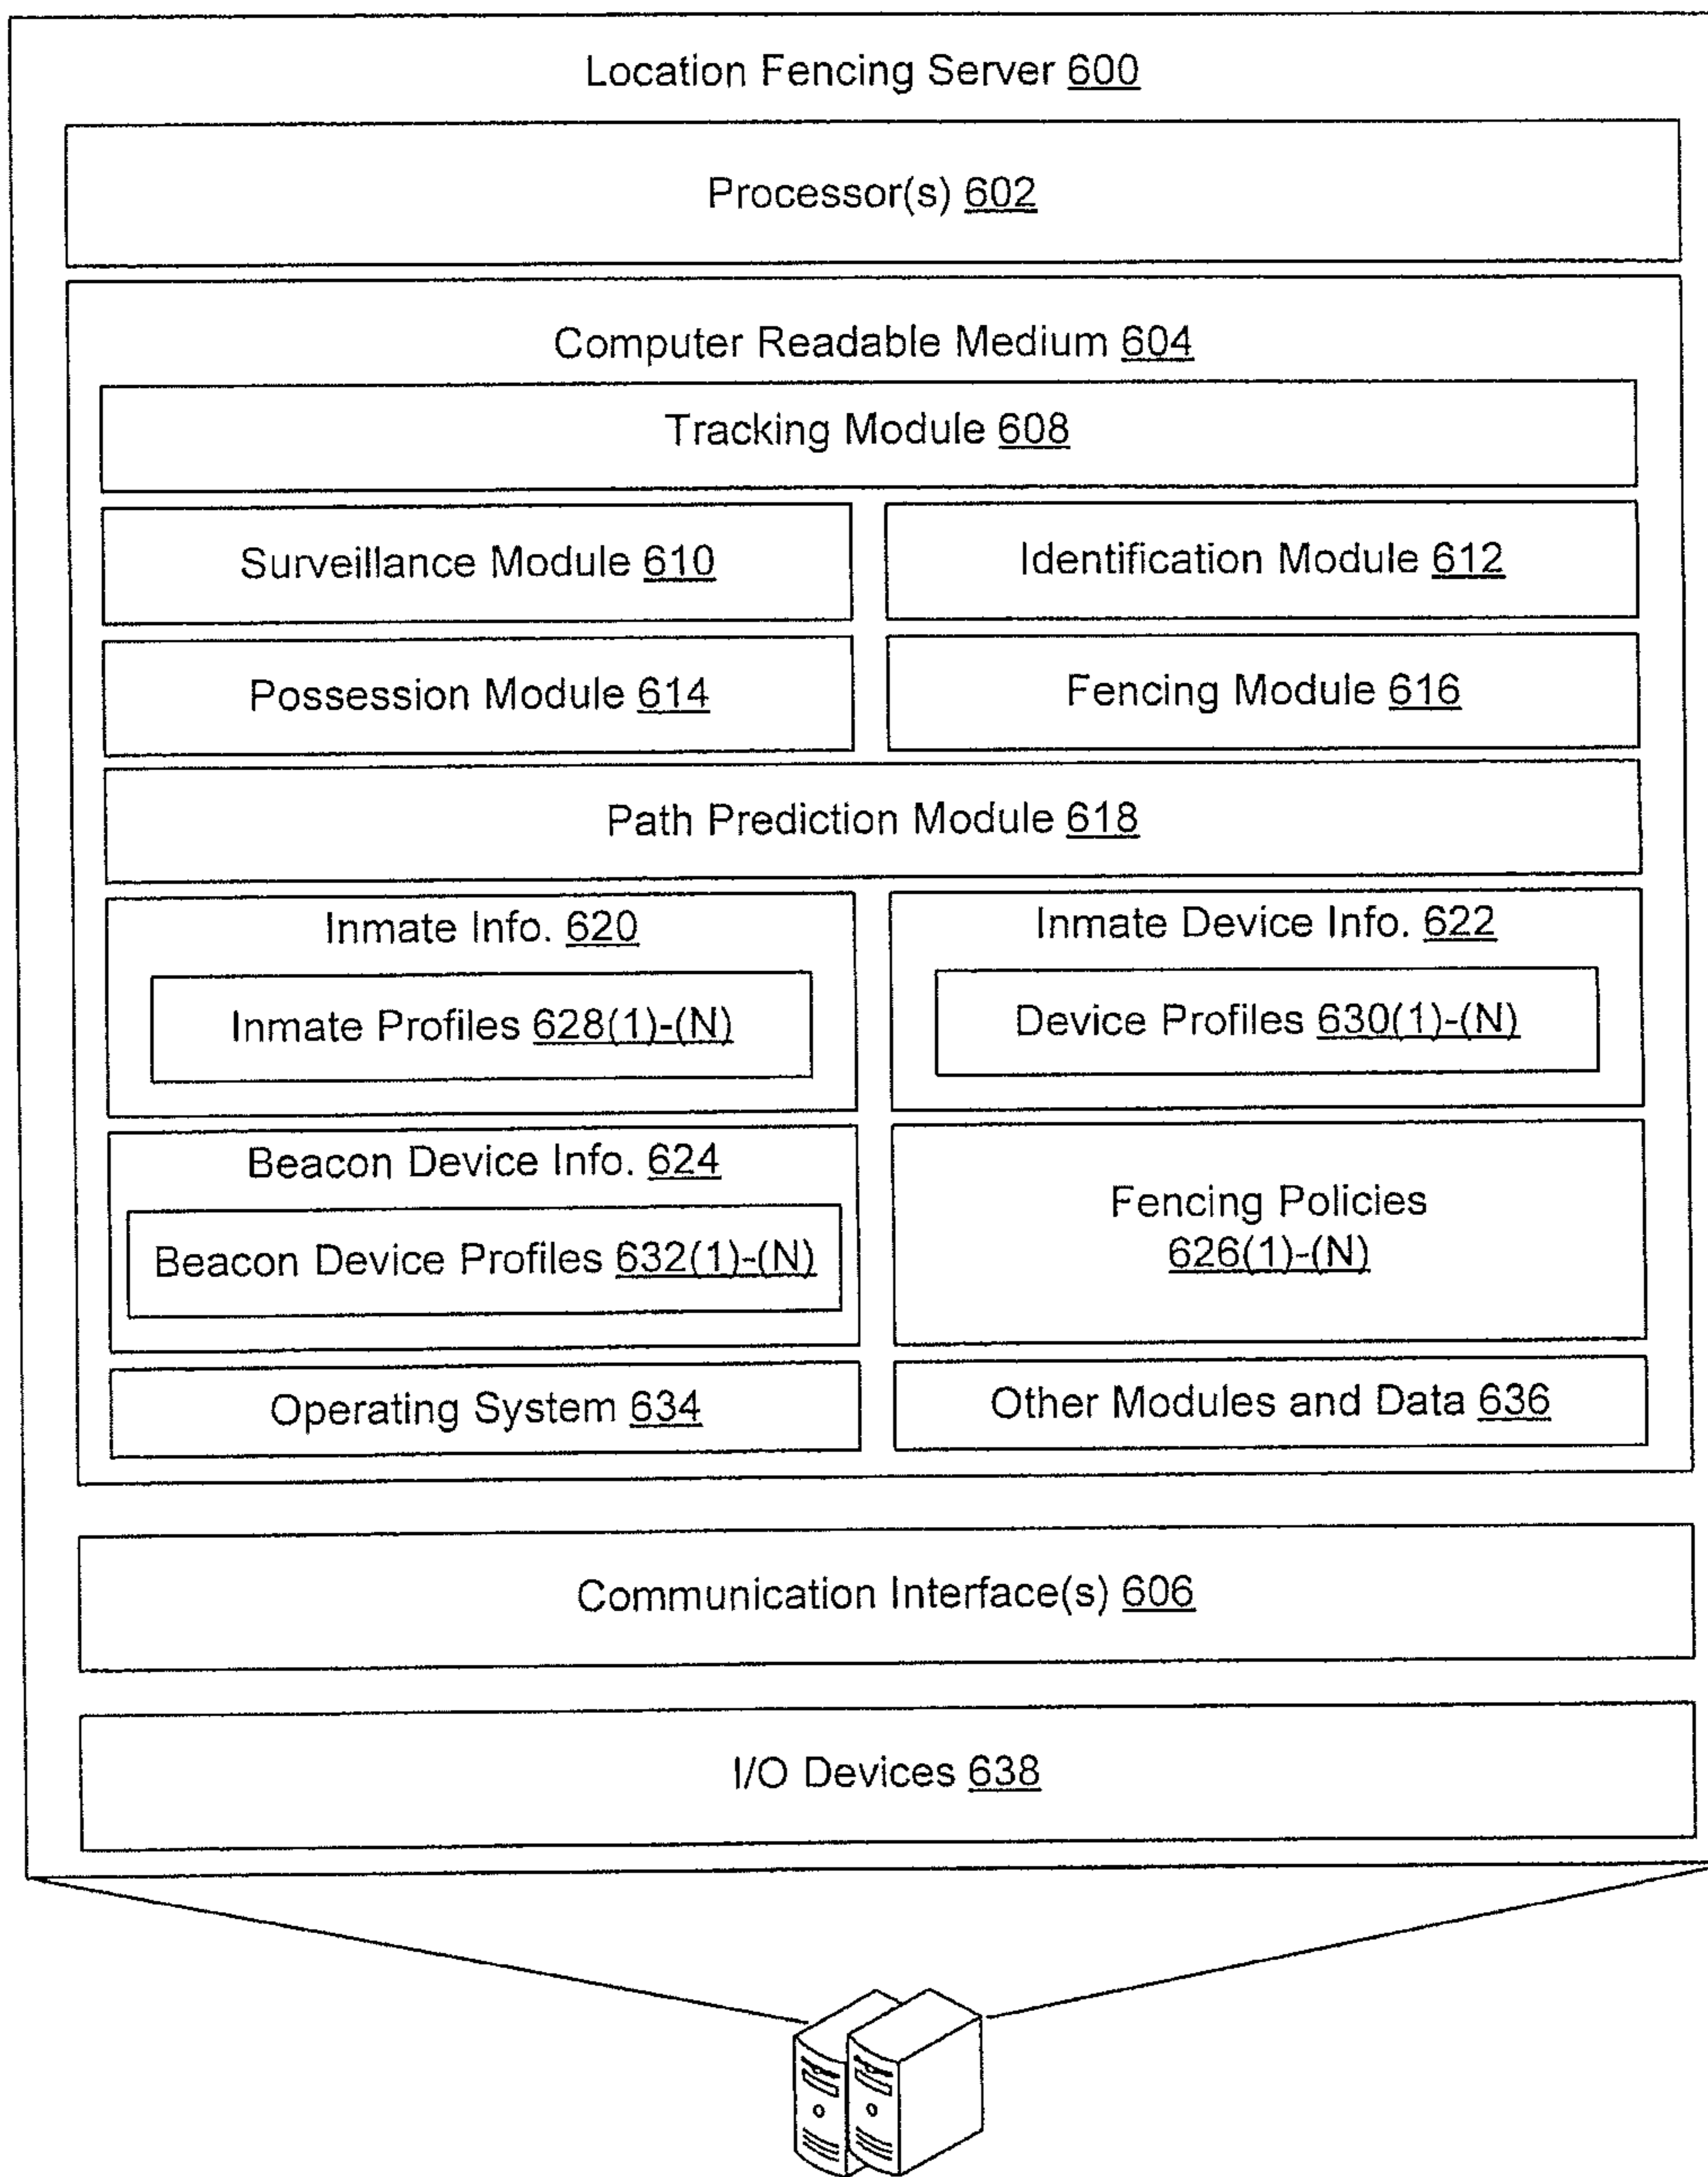 Location Fencing Server 600
Processor(s) 602
Computer Readable Medium 604
Tracking Module 608
Surveillance Module 610
Identification Module 612
Possession Module 614
Fencing Module 616
Path Prediction Module 618
Inmate Info. 620
Inmate Profiles 628(1)-(N)
Inmate Device Info. 622
Device Profiles 630(1)-(N)
Beacon Device Info. 624
Beacon Device Profiles 632(1)-(N)
Fencing Policies
626(1)-(N)
Operating System 634
Other Modules and Data 636
Communication Interface(s) 606
I/O Devices 638